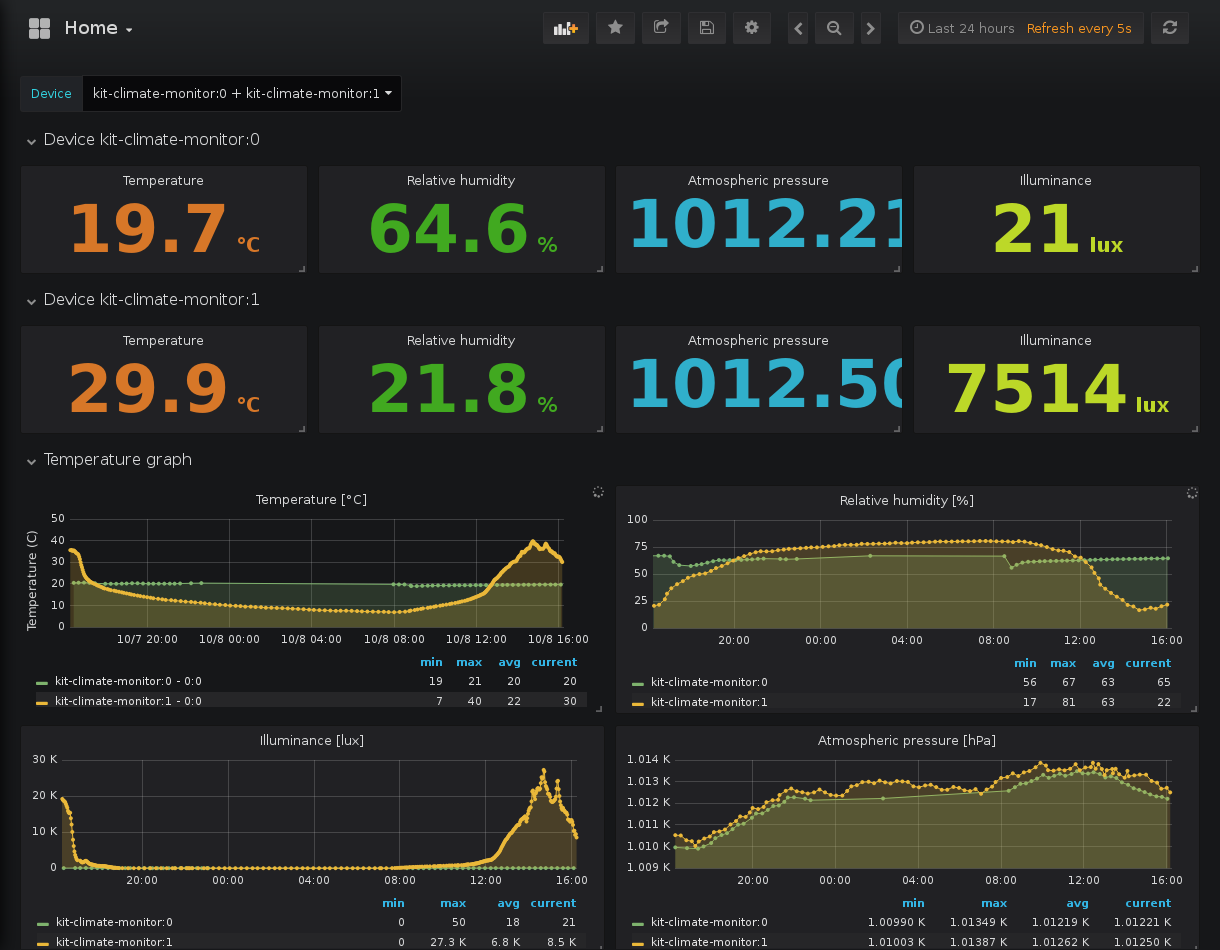 Home
Last 24 hours Refresh every 5s
Device kit-climate-monitor:0 + kit-climate-monitor:1
Device kit-climate-monitor:0
Temperature Relative humidity Atmospheric pressure Illuminance
19.7 °C 64.6 % 1012.21 21 lux
Device kit-climate-monitor:1
Temperature Relative humidity Atmospheric pressure Illuminance
29.9 °C 21.8 % 1012.50 7514 lux
Temperature graph
Temperature [°C]
Temperature (C)
50
40
30
20
10
0
10/7 20:00 10/8 00:00 10/8 04:00 10/8 08:00 10/8 12:00 10/8 16:00
min max avg current
kit-climate-monitor:0 - 0:0 19 21 20 20
kit-climate-monitor:1 - 0:0 7 40 22 30
Relative humidity [%]
100
75
50
25
0
20:00 00:00 04:00 08:00 12:00 16:00
min max avg current
kit-climate-monitor:0 56 67 63 65
kit-climate-monitor:1 17 81 63 22
Illuminance [lux]
30 K
20 K
10 K
0
20:00 00:00 04:00 08:00 12:00 16:00
min max avg current
kit-climate-monitor:0 0 50 18 21
kit-climate-monitor:1 0 27.3 K 6.8 K 8.5 K
Atmospheric pressure [hPa]
1.014 K
1.013 K
1.012 K
1.011 K
1.010 K
1.009 K
20:00 00:00 04:00 08:00 12:00 16:00
min max avg current
kit-climate-monitor:0 1.00990 K 1.01349 K 1.01219 K 1.01221 K
kit-climate-monitor:1 1.01003 K 1.01387 K 1.01262 K 1.01250 K